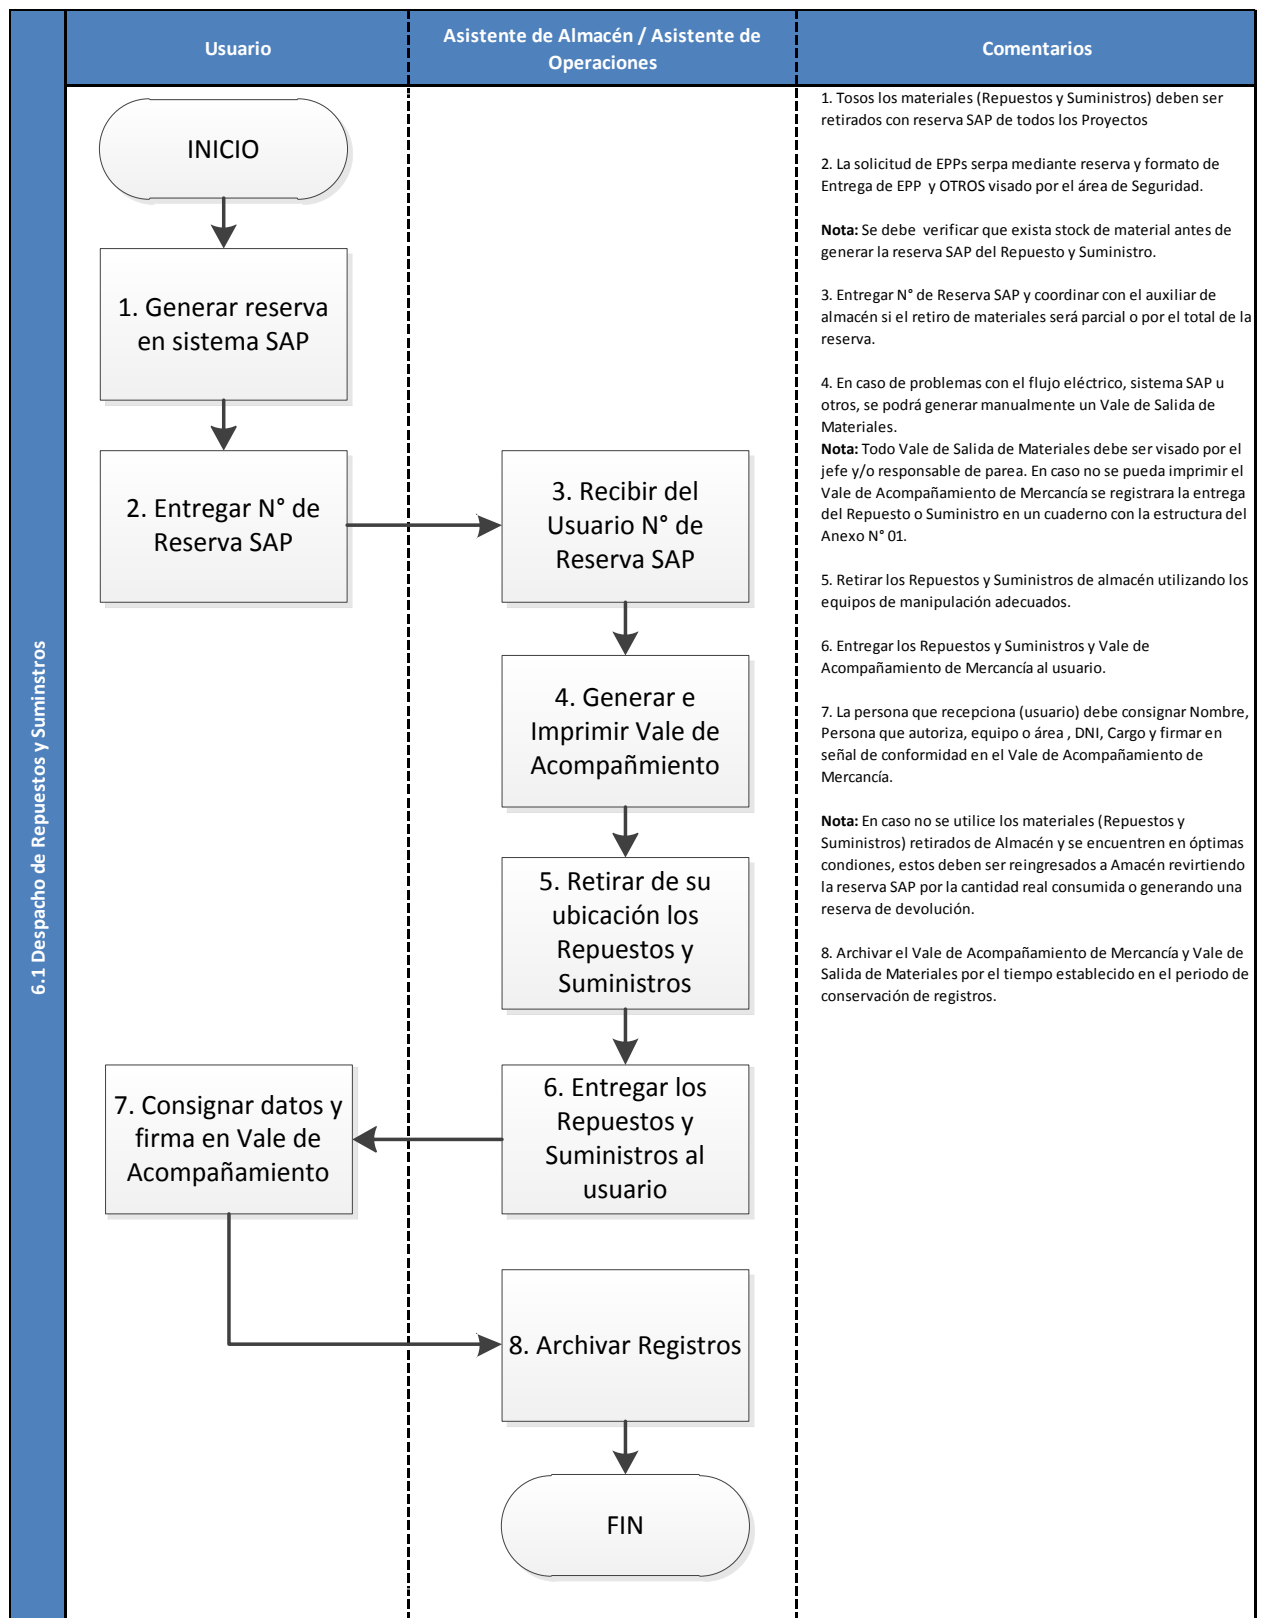 Usuario
Asistente de Almacén / Asistente de
Operaciones
Comentarios
6.1 Despacho de Repuestos y Suminstros
INICIO
1. Generar reserva
en sistema SAP
2. Entregar N° de
Reserva SAP
3. Recibir del
Usuario N° de
Reserva SAP
4. Generar e
Imprimir Vale de
Acompañmiento
5. Retirar de su
ubicación los
Repuestos y
Suministros
6. Entregar los
Repuestos y
Suministros al
usuario
7. Consignar datos y
firma en Vale de
Acompañamiento
8. Archivar Registros
FIN
1. Tosos los materiales (Repuestos y Suministros) deben ser
retirados con reserva SAP de todos los Proyectos
2. La solicitud de EPPs serpa mediante reserva y formato de
Entrega de EPP y OTROS visado por el área de Seguridad.
Nota: Se debe verificar que exista stock de material antes de
generar la reserva SAP del Repuesto y Suministro.
3. Entregar N° de Reserva SAP y coordinar con el auxiliar de
almacén si el retiro de materiales será parcial o por el total de la
reserva.
4. En caso de problemas con el flujo eléctrico, sistema SAP u
otros, se podrá generar manualmente un Vale de Salida de
Materiales.
Nota: Todo Vale de Salida de Materiales debe ser visado por el
jefe y/o responsable de parea. En caso no se pueda imprimir el
Vale de Acompañamiento de Mercancía se registrara la entrega
del Repuesto o Suministro en un cuaderno con la estructura del
Anexo N° 01.
5. Retirar los Repuestos y Suministros de almacén utilizando los
equipos de manipulación adecuados.
6. Entregar los Repuestos y Suministros y Vale de
Acompañamiento de Mercancía al usuario.
7. La persona que recepciona (usuario) debe consignar Nombre,
Persona que autoriza, equipo o área , DNI, Cargo y firmar en
señal de conformidad en el Vale de Acompañamiento de
Mercancía.
Nota: En caso no se utilice los materiales (Repuestos y
Suministros) retirados de Almacén y se encuentren en óptimas
condiones, estos deben ser reingresados a Amacén revirtiendo
la reserva SAP por la cantidad real consumida o generando una
reserva de devolución.
8. Archivar el Vale de Acompañamiento de Mercancía y Vale de
Salida de Materiales por el tiempo establecido en el periodo de
conservación de registros.